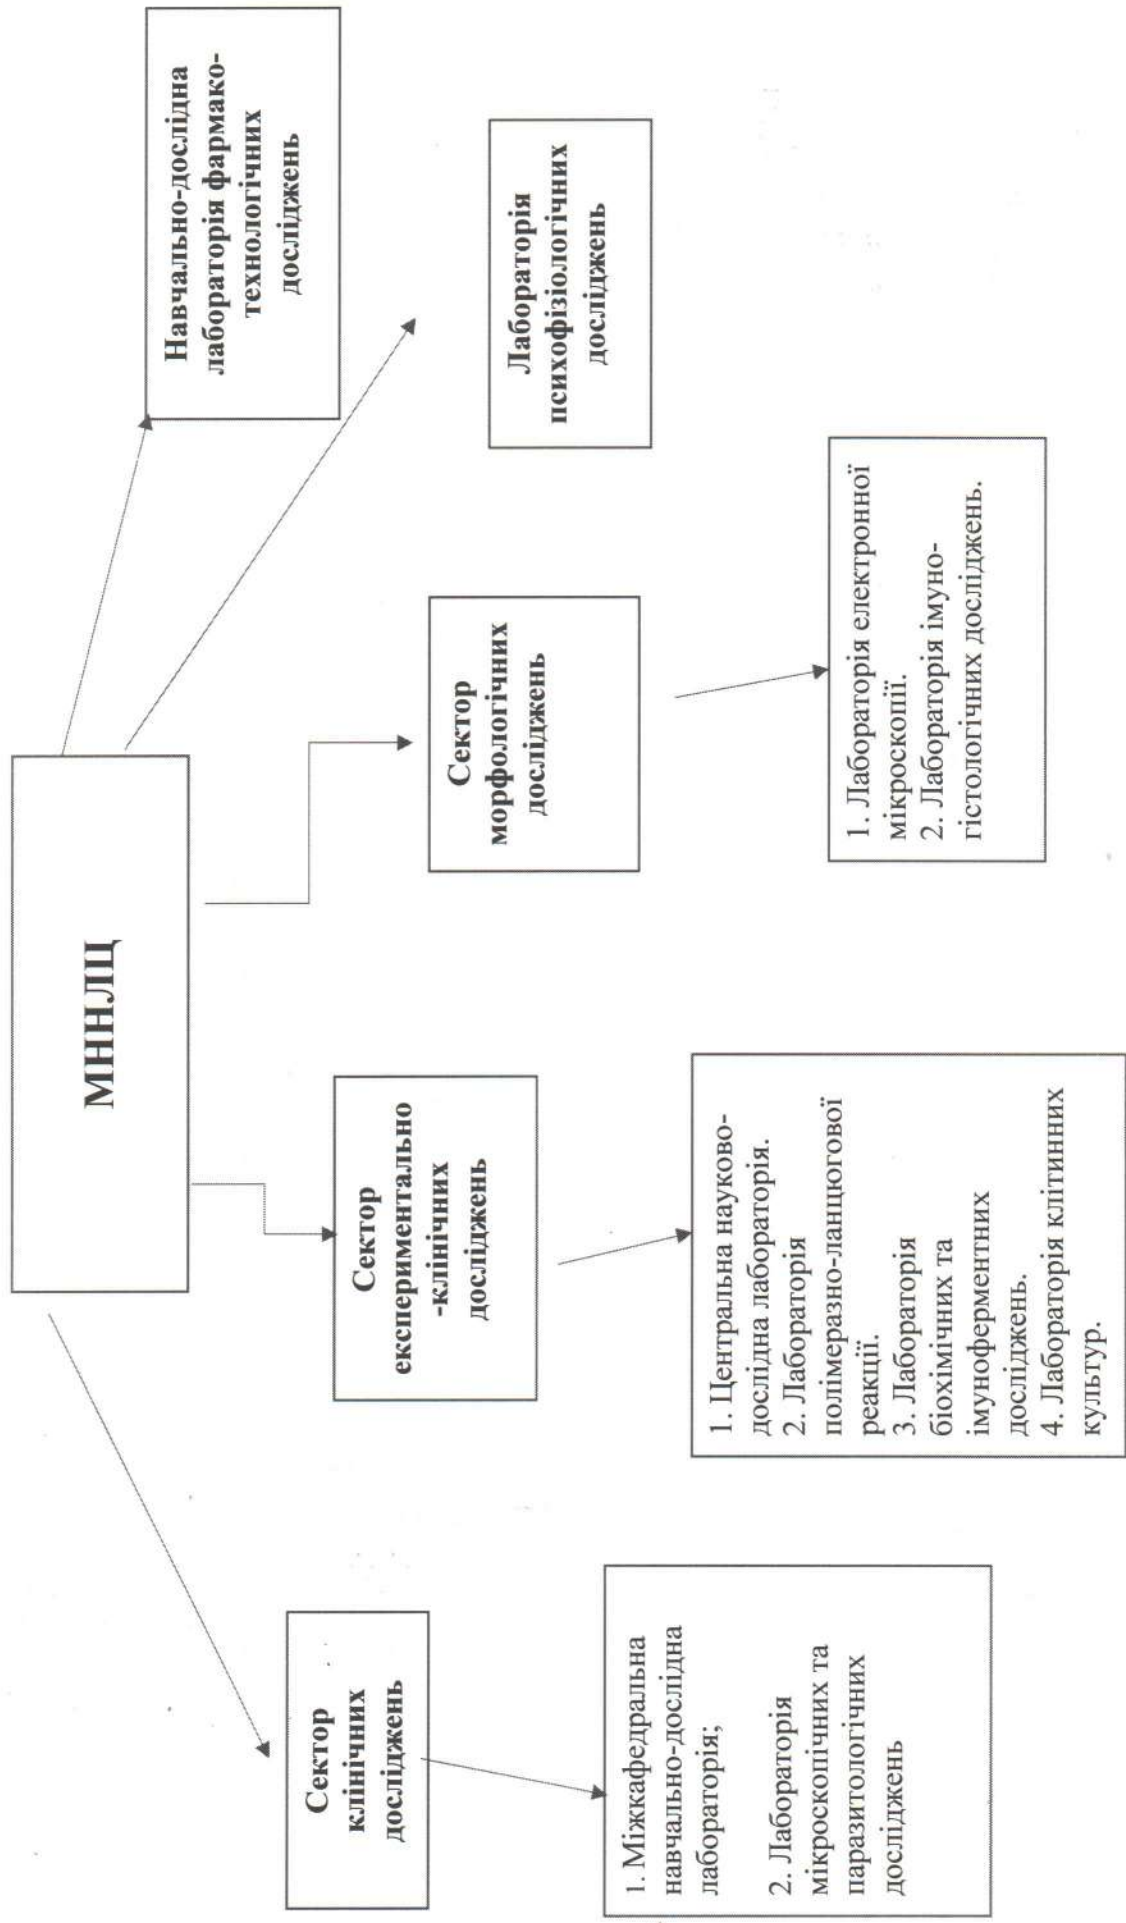 МННЛЦ
Сектор
клінічних
досліджень
Сектор
експериментально
-клінічних
досліджень
Сектор
морфологічних
досліджень
Лабораторія
психофізіологічних
досліджень
Навчально-дослідна
лабораторія фармако-
технологічних
досліджень
1. Міжкафедральна
навчально-дослідна
лабораторія;
2. Лабораторія
мікроскопічних та
паразитологічних
досліджень
1. Центральна науково-
дослідна лабораторія.
2. Лабораторія
полімеразно-ланцюгової
реакції.
3. Лабораторія
біохімічних та
імуноферментних
досліджень.
4. Лабораторія клітинних
культур.
1. Лабораторія електронної
мікроскопії.
2. Лабораторія імуно-
гістологічних досліджень.